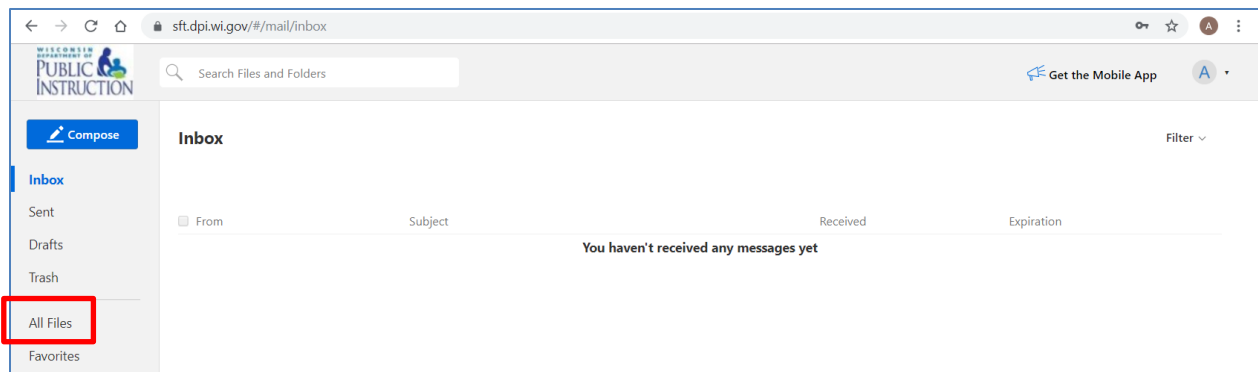 sft.dpi.wi.gov/#/mail/inbox
A
WISCONSIN
DEPARTMENT OF
PUBLIC
INSTRUCTION
Search Files and Folders
Get the Mobile App
A
Compose
Inbox
Filter
Inbox
Sent
From Subject Received Expiration
Drafts
You haven't received any messages yet
Trash
All Files
Favorites